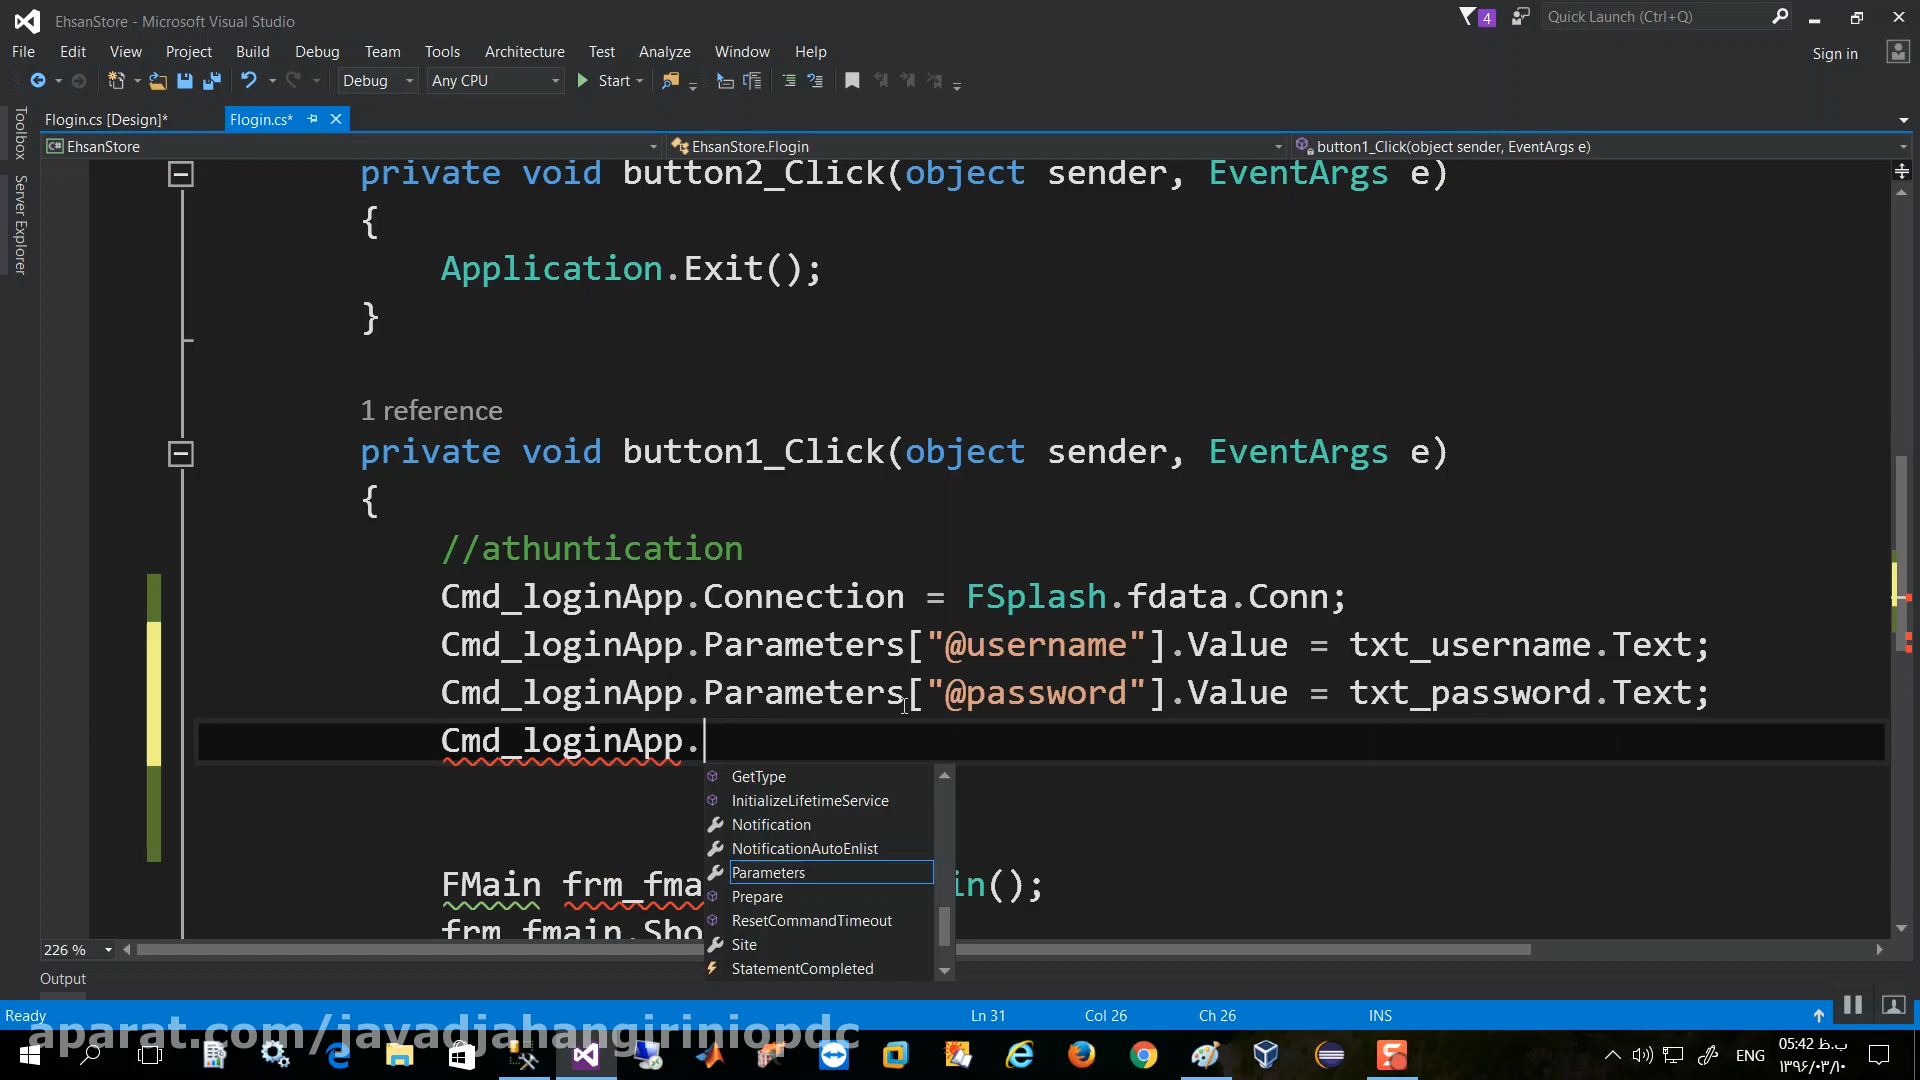 EhsanStore - Microsoft Visual Studio
4
Quick Launch (Ctrl+Q)
File Edit View Project Build Debug Team Tools Architecture Test Analyze Window Help
Sign in
Debug Any CPU Start
Toolbox
Server Explorer
Flogin.cs [Design]* Flogin.cs*
C# EhsanStore EhsanStore.Flogin button1_Click(object sender, EventArgs e)
private void button2_Click(object sender, EventArgs e)
{
Application.Exit();
}
1 reference
private void button1_Click(object sender, EventArgs e)
{
//athuntication
Cmd_loginApp.Connection = FSplash.fdata.Conn;
Cmd_loginApp.Parameters["@username"].Value = txt_username.Text;
Cmd_loginApp.Parameters["@password"].Value = txt_password.Text;
Cmd_loginApp.
GetType
InitializeLifetimeService
Notification
NotificationAutoEnlist
Parameters
Prepare
ResetCommandTimeout
Site
StatementCompleted
FMain frm_fma in();
frm_fmain.Sho
226 %
Output
Ready Ln 31 Col 26 Ch 26 INS
aparat.com/javadjahangiriniopdc
ENG
05:42 ب.ظ
۱۳۹۶/۰۳/۱۰